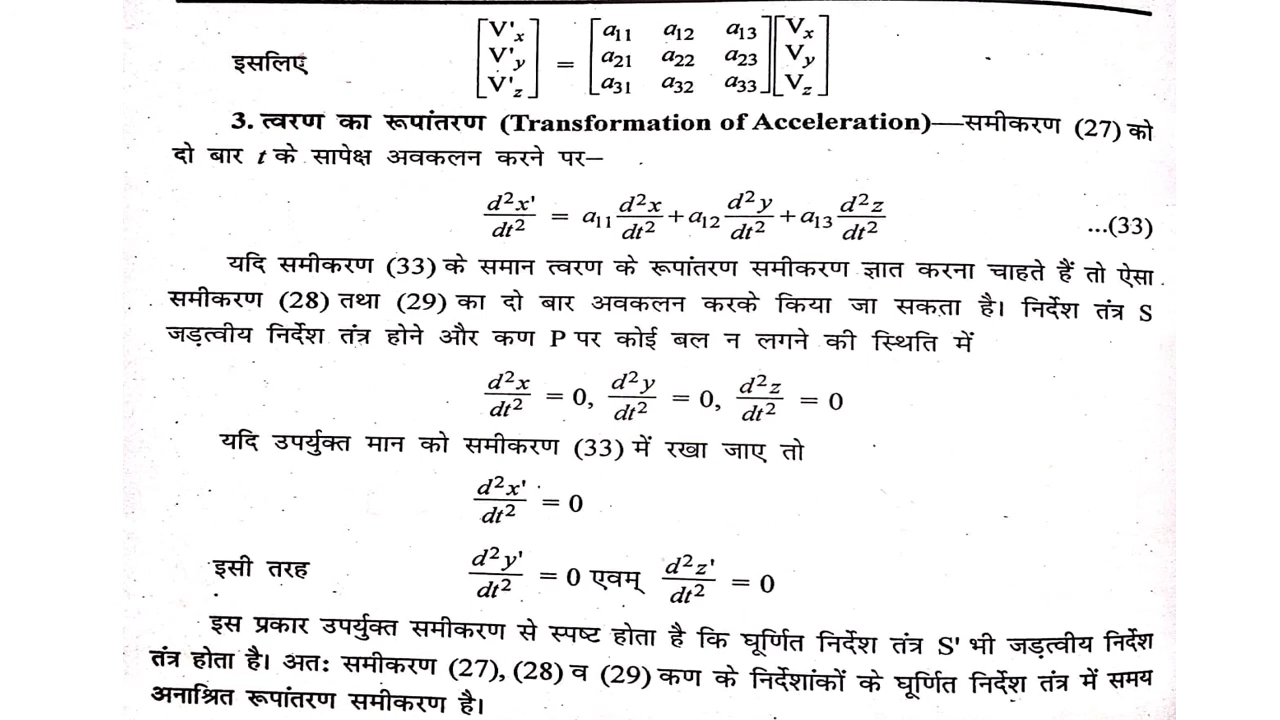 इसलिए [V'x V'y V'z] = [a11 a12 a13 a21 a22 a23 a31 a32 a33] [Vx Vy Vz]
3. त्वरण का रूपांतरण (Transformation of Acceleration)—समीकरण (27) को
दो बार t के सापेक्ष अवकलन करने पर–
d²x'/dt² = a11 d²x/dt² + a12 d²y/dt² + a13 d²z/dt² ...(33)
यदि समीकरण (33) के समान त्वरण के रूपांतरण समीकरण ज्ञात करना चाहते हैं तो ऐसा
समीकरण (28) तथा (29) का दो बार अवकलन करके किया जा सकता है। निर्देश तंत्र S
जड़त्वीय निर्देश तंत्र होने और कण P पर कोई बल न लगने की स्थिति में
d²x/dt² = 0, d²y/dt² = 0, d²z/dt² = 0
यदि उपर्युक्त मान को समीकरण (33) में रखा जाए तो
d²x'/dt² = 0
इसी तरह d²y'/dt² = 0 एवम् d²z'/dt² = 0
इस प्रकार उपर्युक्त समीकरण से स्पष्ट होता है कि घूर्णित निर्देश तंत्र S' भी जड़त्वीय निर्देश
तंत्र होता है। अतः समीकरण (27), (28) व (29) कण के निर्देशांकों के घूर्णित निर्देश तंत्र में समय
अनाश्रित रूपांतरण समीकरण है।